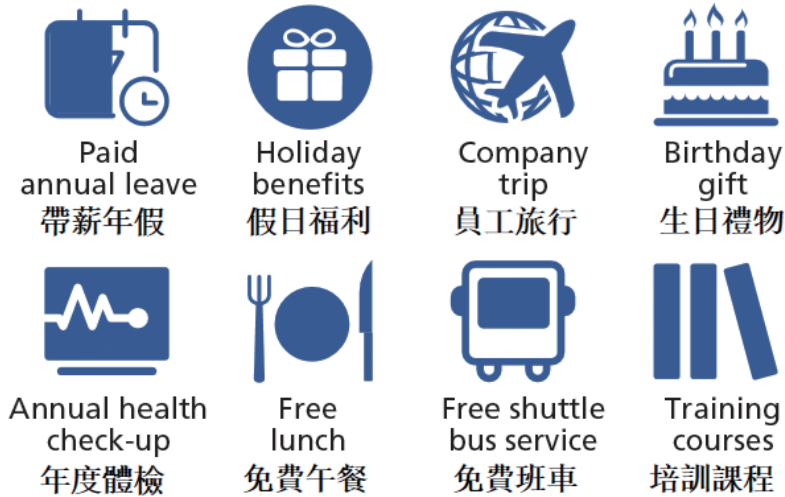 Paid
annual leave
帶薪年假
Holiday
benefits
假日福利
Company
trip
員工旅行
Birthday
gift
生日禮物
Annual health
check-up
年度體檢
Free
lunch
免費午餐
Free shuttle
bus service
免費班車
Training
courses
培訓課程